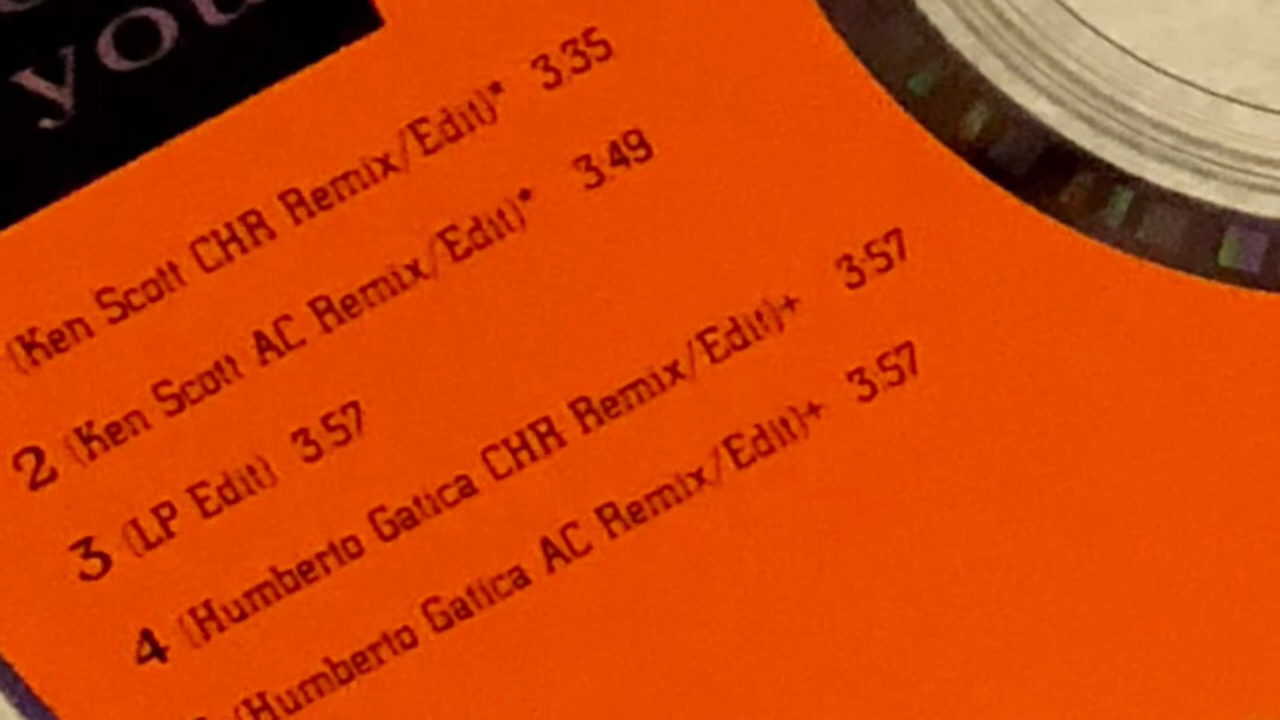 you
(Ken Scott CHR Remix/Edit)* 3:35
2 (Ken Scott AC Remix/Edit)* 3:49
3 (LP Edit) 3:57
4 (Humberto Gatica CHR Remix/Edit)+ 3:57
(Humberto Gatica AC Remix/Edit)+ 3:57